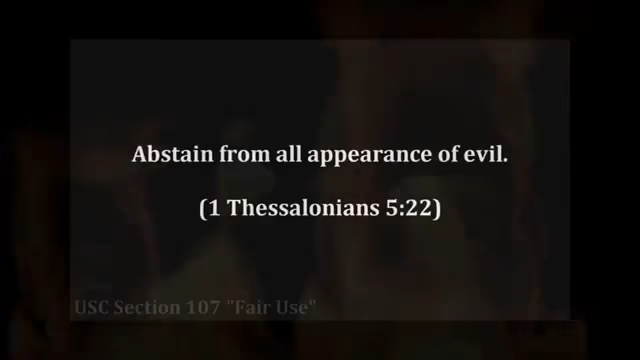 Abstain from all appearance of evil.
(1 Thessalonians 5:22)
USC Section 107 "Fair Use"